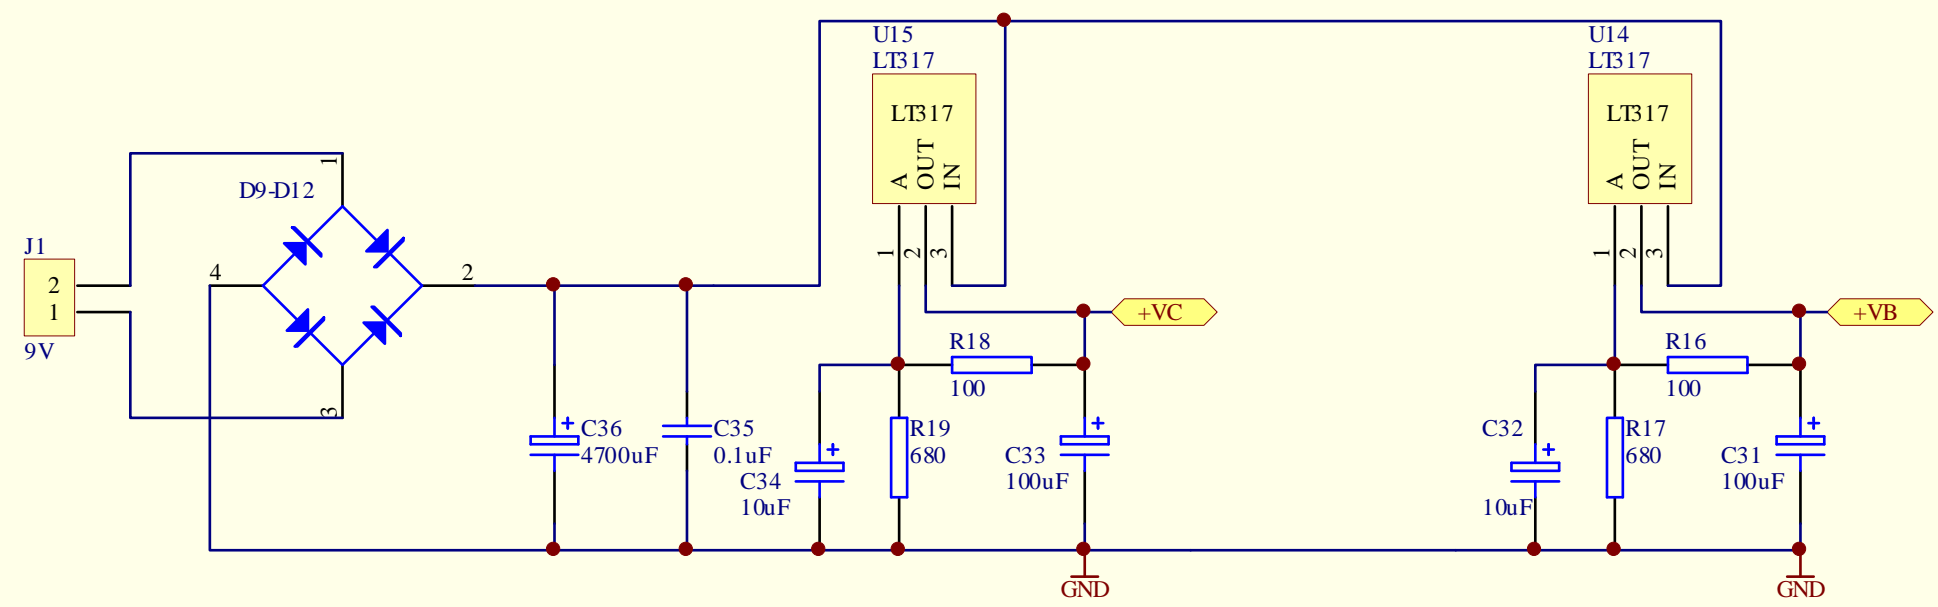 J1
2
1
9V
D9-D12
1
4
2
3
C36
4700uF
C35
0.1uF
C34
10uF
U15
LT317
LT317
A
OUT
IN
1
2
3
R18
100
R19
680
C33
100uF
+VC
GND
U14
LT317
LT317
A
OUT
IN
1
2
3
R16
100
C32
10uF
R17
680
C31
100uF
+VB
GND